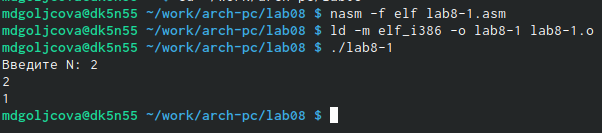 mdgoljcova@dk5n55 ~/work/arch-pc/lab08 $ nasm -f elf lab8-1.asm
mdgoljcova@dk5n55 ~/work/arch-pc/lab08 $ ld -m elf_i386 -o lab8-1 lab8-1.o
mdgoljcova@dk5n55 ~/work/arch-pc/lab08 $ ./lab8-1
Введите N: 2
2
1
mdgoljcova@dk5n55 ~/work/arch-pc/lab08 $